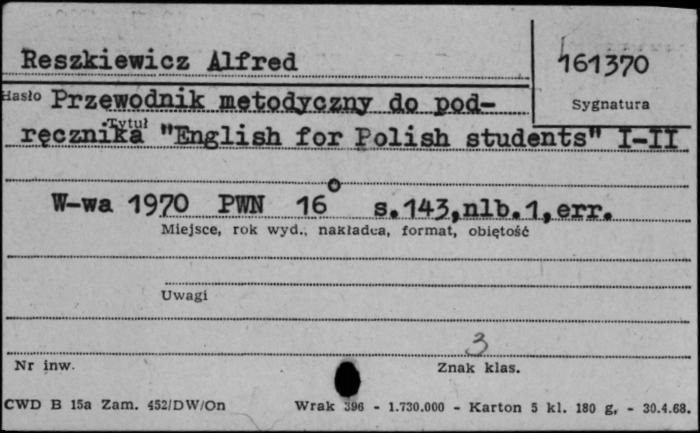 Reszkiewicz Alfred
161370
Hasło Przewodnik metodyczny do pod-
Sygnatura
Tytuł
ręcznika "English for Polish students" I-II
W-wa 1970 PWN 16° s.143,nlb.1,err.
Miejsce, rok wyd., nakładca, format, objętość
Uwagi
3
Nr inw.
Znak klas.
CWD B 15a Zam. 452/DW/On Wrak 396 - 1.730.000 - Karton 5 kl. 180 g, - 30.4.68.